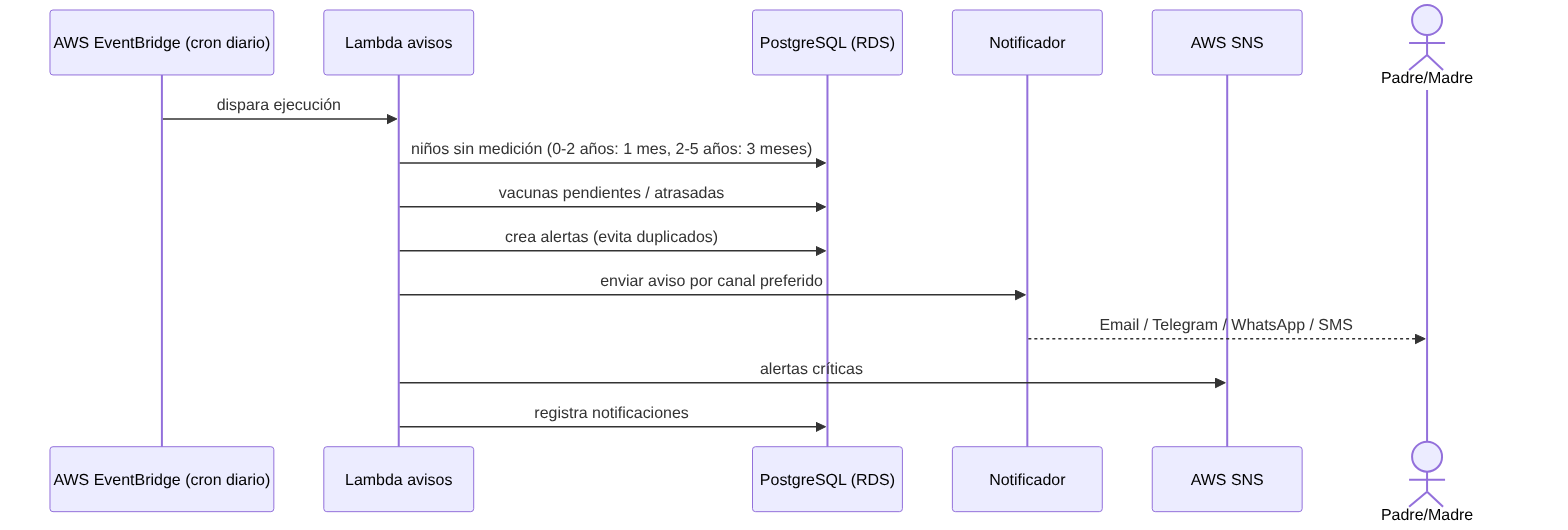 AWS EventBridge (cron diario)
Lambda avisos
PostgreSQL (RDS)
Notificador
AWS SNS
Padre/Madre
dispara ejecución
niños sin medición (0-2 años: 1 mes, 2-5 años: 3 meses)
vacunas pendientes / atrasadas
crea alertas (evita duplicados)
enviar aviso por canal preferido
Email / Telegram / WhatsApp / SMS
alertas críticas
registra notificaciones
AWS EventBridge (cron diario)
Lambda avisos
PostgreSQL (RDS)
Notificador
AWS SNS
Padre/Madre